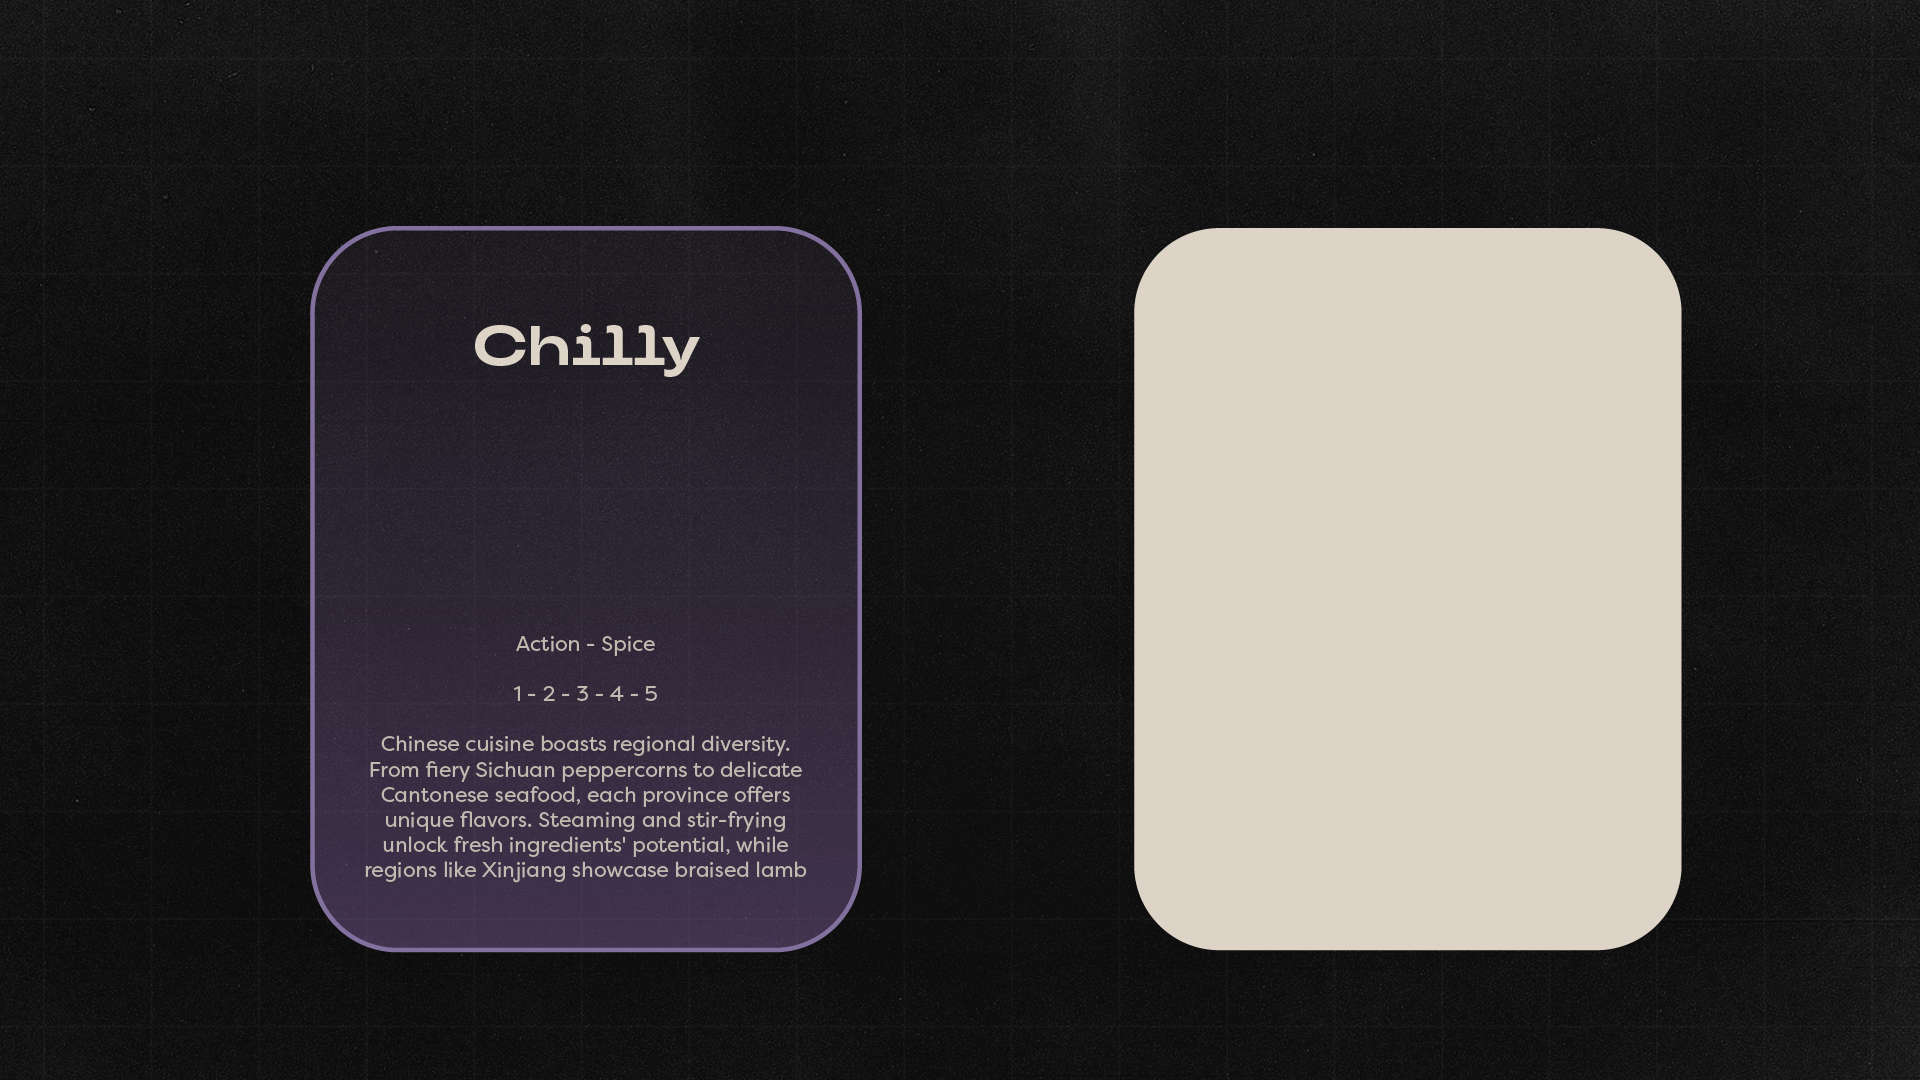 Chilly
Action - Spice
1 - 2 - 3 - 4 - 5
Chinese cuisine boasts regional diversity.
From fiery Sichuan peppercorns to delicate
Cantonese seafood, each province offers
unique flavors. Steaming and stir-frying
unlock fresh ingredients' potential, while
regions like Xinjiang showcase braised lamb